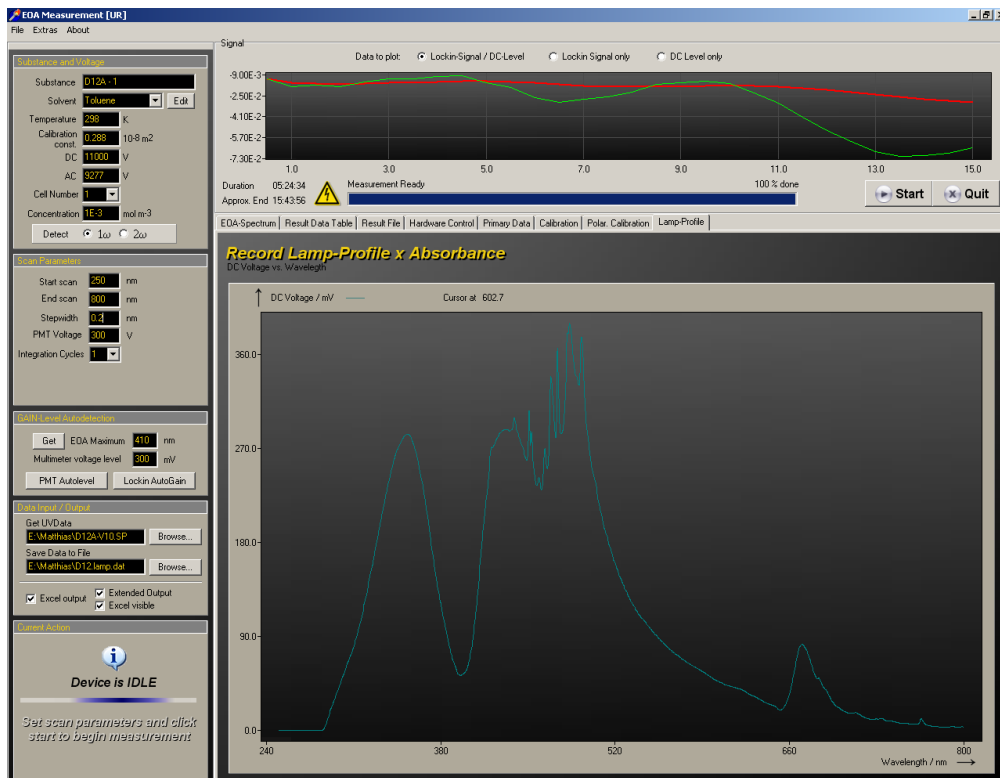 EOA Measurement [UR]
File Extras About
Substance and Voltage
Substance D12A - 1
Solvent Toluene Edit
Temperature 298 K
Calibration const. 0.288 10-8 m2
DC 11000 V
AC 9277 V
Cell Number 1
Concentration 1E-3 mol m-3
Detect 1ω 2ω
Scan Parameters
Start scan 250 nm
End scan 800 nm
Stepwidth 0.2 nm
PMT Voltage 300 V
Integration Cycles 1
GAIN-Level Autodetection
Get EOA Maximum 410 nm
Multimeter voltage level 300 mV
PMT Autolevel Lockin AutoGain
Data Input / Output
Get UVData
E:\Matthias\D12A-V10.SP Browse...
Save Data to File
E:\Matthias\D12.lamp.dat Browse...
Excel output Extended Output
Excel visible
Current Action
Device is IDLE
Set scan parameters and click
start to begin measurement
Signal
Data to plot: Lockin-Signal / DC-Level Lockin Signal only DC Level only
-9.00E-3
-2.50E-2
-4.10E-2
-5.70E-2
-7.30E-2
1.0 3.0 5.0 7.0 9.0 11.0 13.0 15.0
Duration 05:24:34 Measurement Ready 100 % done
Approx. End 15:43:56
Start Quit
EOA-Spectrum Result Data Table Result File Hardware Control Primary Data Calibration Polar. Calibration Lamp-Profile
Record Lamp-Profile x Absorbance
DC Voltage vs. Wavelegth
DC Voltage / mV Cursor at 602.7
360.0
270.0
180.0
90.0
0.0
240 380 520 660 800
Wavelength / nm